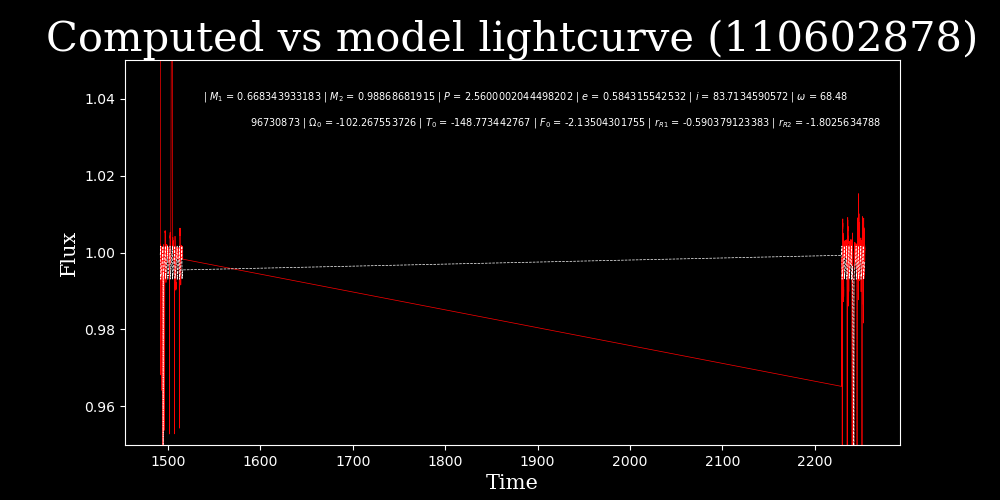 Computed vs model lightcurve (110602878)
| M₁ = 0.668343933183 | M₂ = 0.98868681915 | P = 2.5600002044498202 | e = 0.584315542532 | i = 83.7134590572 | ω = 68.48
96730873 | Ω₀ = -102.267553726 | T₀ = -148.773442767 | F₀ = -2.13504301755 | r_R1 = -0.590379123383 | r_R2 = -1.8025634788
1.04
1.02
1.00
0.98
0.96
Flux
1500 1600 1700 1800 1900 2000 2100 2200
Time